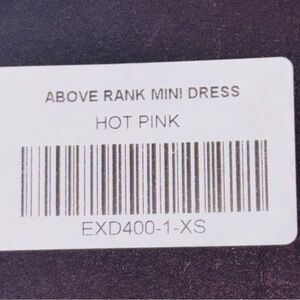 ABOVE RANK MINI DRESS
HOT PINK
EXD400-1-XS